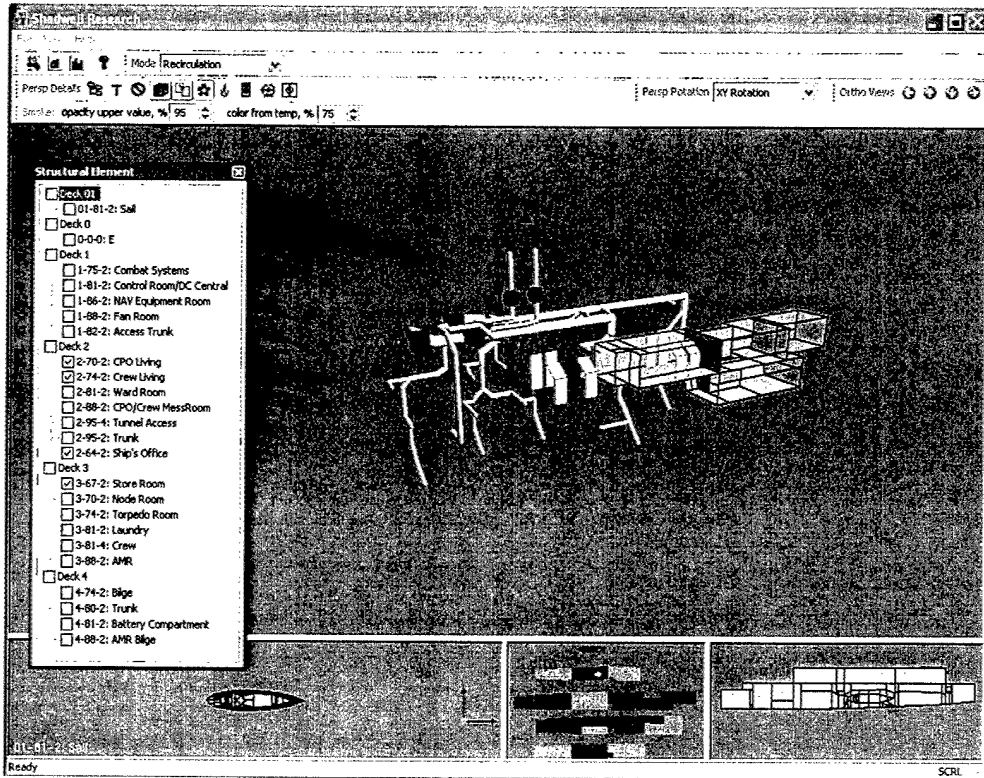 Shadwell Research
Help
Mode Recirculation
Persp Details T Persp Rotation XY Rotation Ortho Views
Smoke: opacity upper value, % 95 color from temp, % 75
Structural Element
Deck 01
01-81-2: Sail
Deck 0
0-0-0: E
Deck 1
1-75-2: Combat Systems
1-81-2: Control Room/DC Central
1-86-2: NAV Equipment Room
1-88-2: Fan Room
1-82-2: Access Trunk
Deck 2
2-70-2: CPO Living
2-74-2: Crew Living
2-81-2: Ward Room
2-88-2: CPO/Crew MessRoom
2-95-4: Tunnel Access
2-95-2: Trunk
2-64-2: Ship's Office
Deck 3
3-67-2: Store Room
3-70-2: Node Room
3-74-2: Torpedo Room
3-81-2: Laundry
3-81-4: Crew
3-88-2: AMR
Deck 4
4-74-2: Bilge
4-80-2: Trunk
4-81-2: Battery Compartment
4-88-2: AMR Bilge
01-81-2: Sail
Ready SCRL